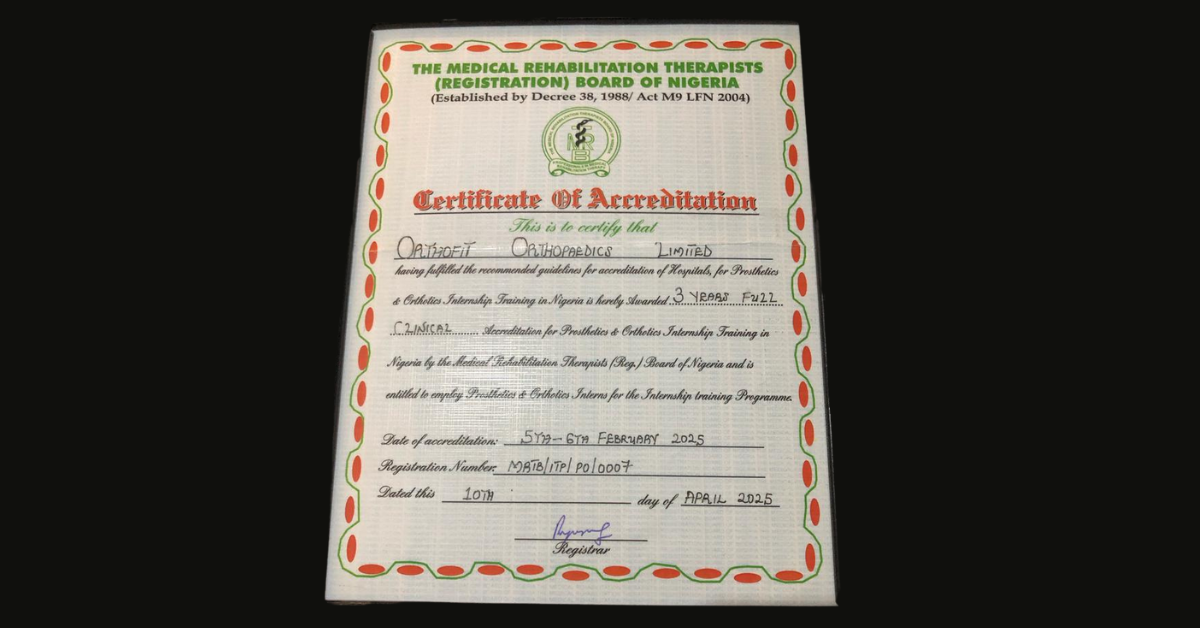 THE MEDICAL REHABILITATION THERAPISTS
(REGISTRATION) BOARD OF NIGERIA
(Established by Decree 38, 1988/ Act M9 LFN 2004)
Certificate Of Accreditation
This is to certify that
ORTHOFIT ORTHOPAEDICS LIMITED
having fulfilled the recommended guidelines for accreditation of Hospitals, for Prosthetics
& Orthotics Internship Training in Nigeria is hereby Awarded 3 YEARS FULL
CLINICAL Accreditation for Prosthetics & Orthotics Internship Training in
Nigeria by the Medical Rehabilitation Therapists (Reg.) Board of Nigeria and is
entitled to employ Prosthetics & Orthotics Interns for the Internship training Programme.
Date of accreditation: 5TH-6TH FEBRUARY 2025
Registration Number: MRTB/ITP/PO/0007
Dated this 10TH day of APRIL 2025
Registrar